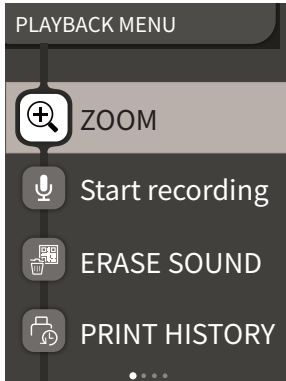 PLAYBACK MENU
ZOOM
Start recording
ERASE SOUND
PRINT HISTORY